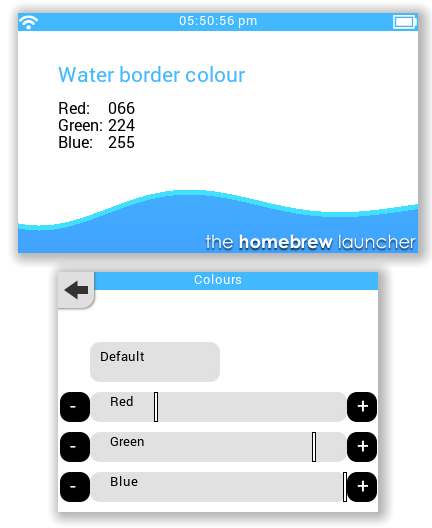 05:50:56 pm
Water border colour
Red: 066
Green: 224
Blue: 255
the homebrew launcher
Colours
Default
- Red +
- Green +
- Blue +